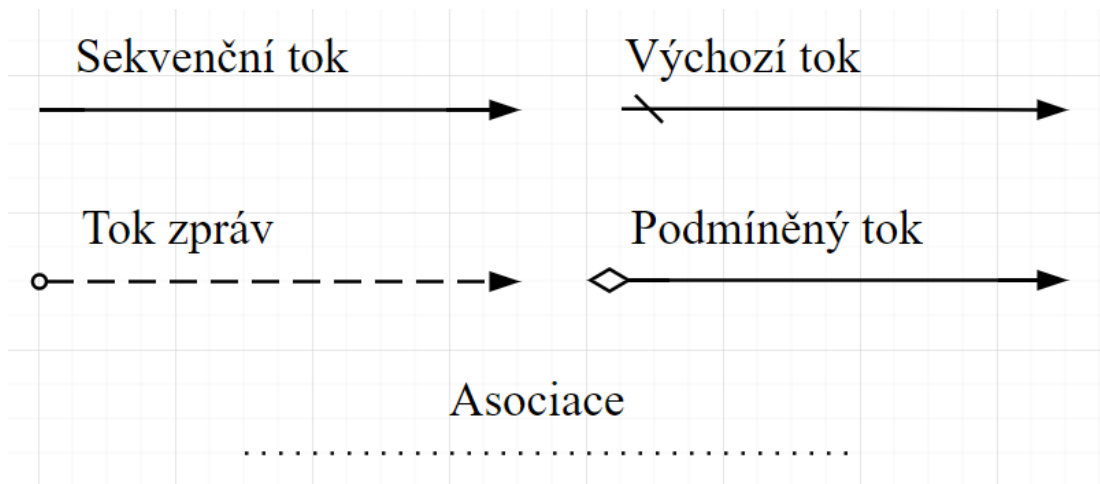 Sekvenční tok
Výchozí tok
Tok zpráv
Podmíněný tok
Asociace